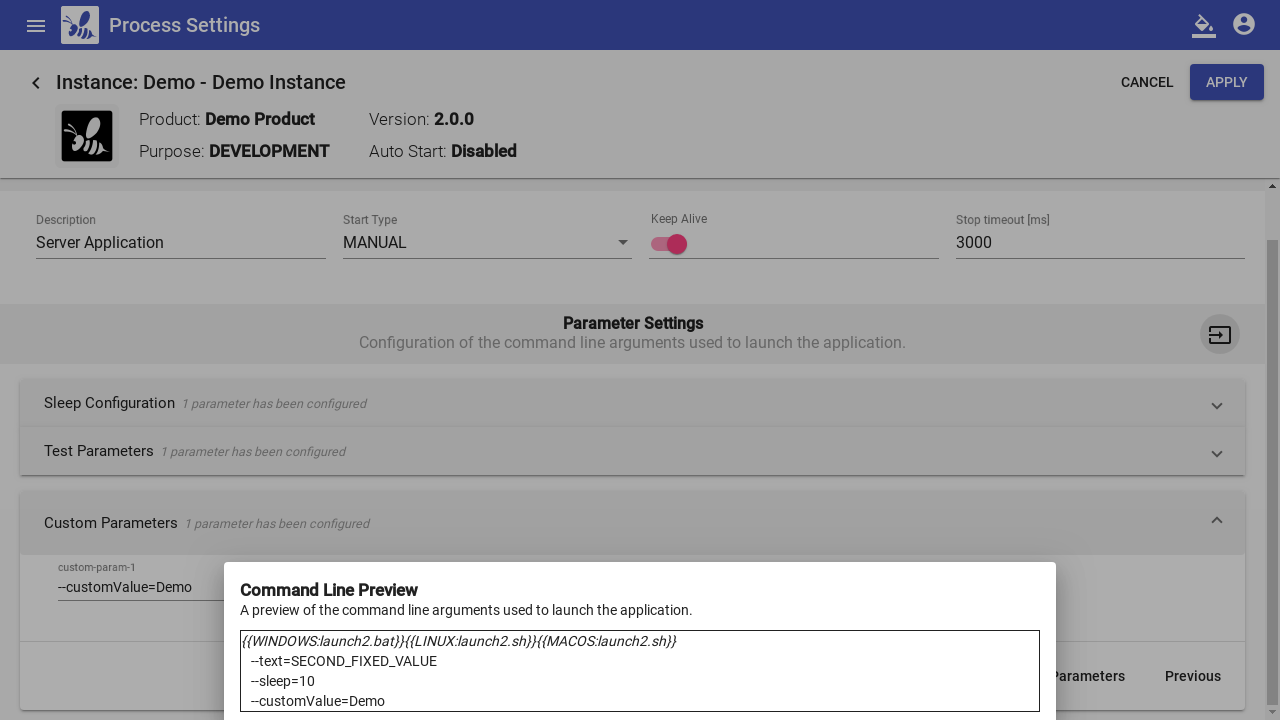 Process Settings
Instance: Demo - Demo Instance
CANCEL
APPLY
Product: Demo Product
Version: 2.0.0
Purpose: DEVELOPMENT
Auto Start: Disabled
Description
Start Type
Keep Alive
Stop timeout [ms]
Server Application
MANUAL
3000
Parameter Settings
Configuration of the command line arguments used to launch the application.
Sleep Configuration 1 parameter has been configured
Test Parameters 1 parameter has been configured
Custom Parameters 1 parameter has been configured
custom-param-1
--customValue=Demo
Command Line Preview
A preview of the command line arguments used to launch the application.
{{WINDOWS:launch2.bat}}{{LINUX:launch2.sh}}{{MACOS:launch2.sh}}
--text=SECOND_FIXED_VALUE
--sleep=10
--customValue=Demo
Parameters
Previous